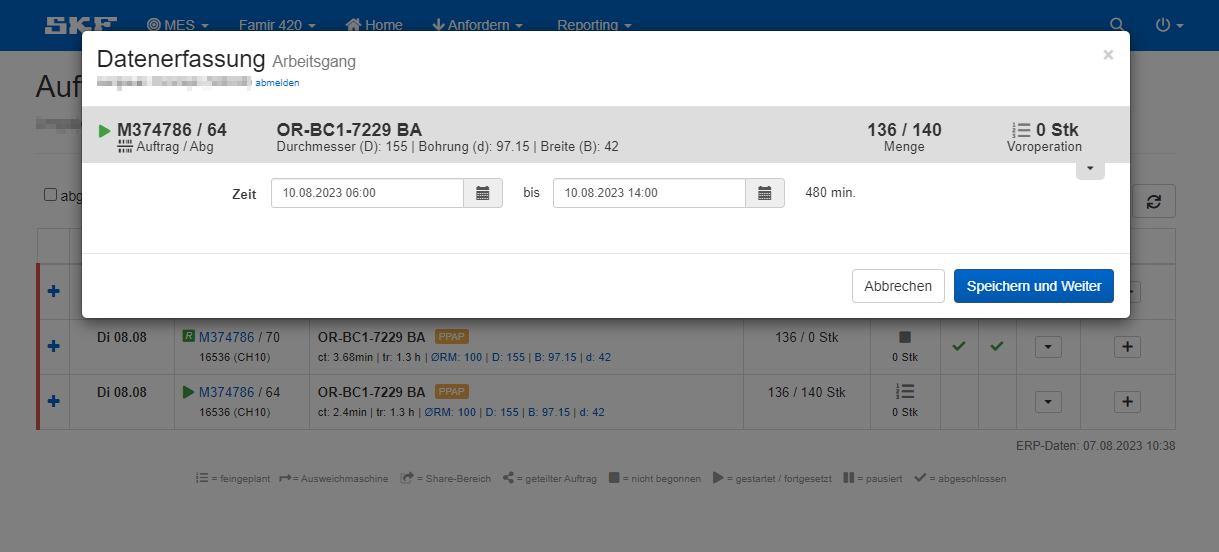 SKF MES Famir 420 Home Anfordern Reporting
Datenerfassung Arbeitsgang
abmelden
Auf
M374786 / 64 OR-BC1-7229 BA 136 / 140 0 Stk
Auftrag / Abg Durchmesser (D): 155 | Bohrung (d): 97.15 | Breite (B): 42 Menge Voroperation
Zeit 10.08.2023 06:00 bis 10.08.2023 14:00 480 min.
abg
Abbrechen Speichern und Weiter
Di 08.08 R M374786 / 70 OR-BC1-7229 BA PPAP 136 / 0 Stk
16536 (CH10) ct: 3.68min | tr: 1.3 h | ØRM: 100 | D: 155 | B: 97.15 | d: 42 0 Stk
Di 08.08 M374786 / 64 OR-BC1-7229 BA PPAP 136 / 140 Stk
16536 (CH10) ct: 2.4min | tr: 1.3 h | ØRM: 100 | D: 155 | B: 97.15 | d: 42 0 Stk
ERP-Daten: 07.08.2023 10:38
= feingeplant = Ausweichmaschine = Share-Bereich = geteilter Auftrag = nicht begonnen = gestartet / fortgesetzt = pausiert = abgeschlossen